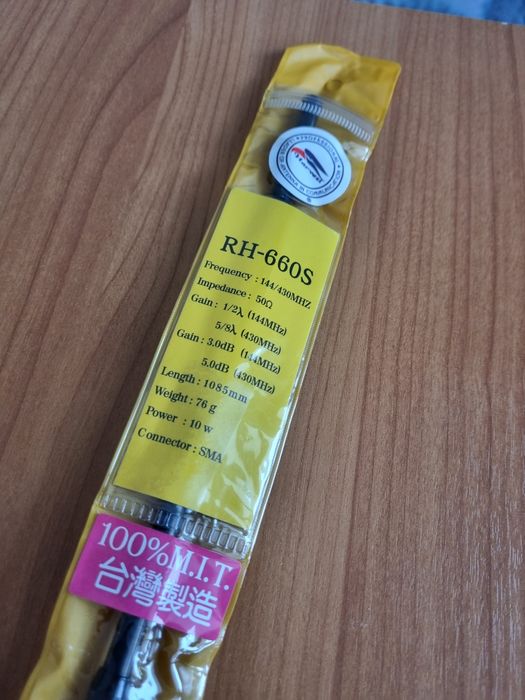 PROFESSIONAL
RH-660S
Frequency : 144/430MHZ
Impedance : 50Ω
Gain : 1/2λ (144MHz)
5/8λ (430MHz)
Gain : 3.0dB (144MHz)
5.0dB (430MHz)
Length : 1085mm
Weight : 76 g
Power : 10 w
Connector : SMA
100%M.I.T.
台灣製造